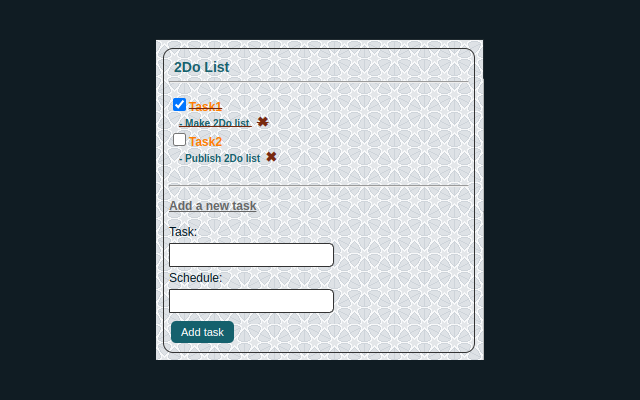 2Do List
Task1
- Make 2Do list. ✖
Task2
- Publish 2Do list ✖
Add a new task
Task:
Schedule:
Add task